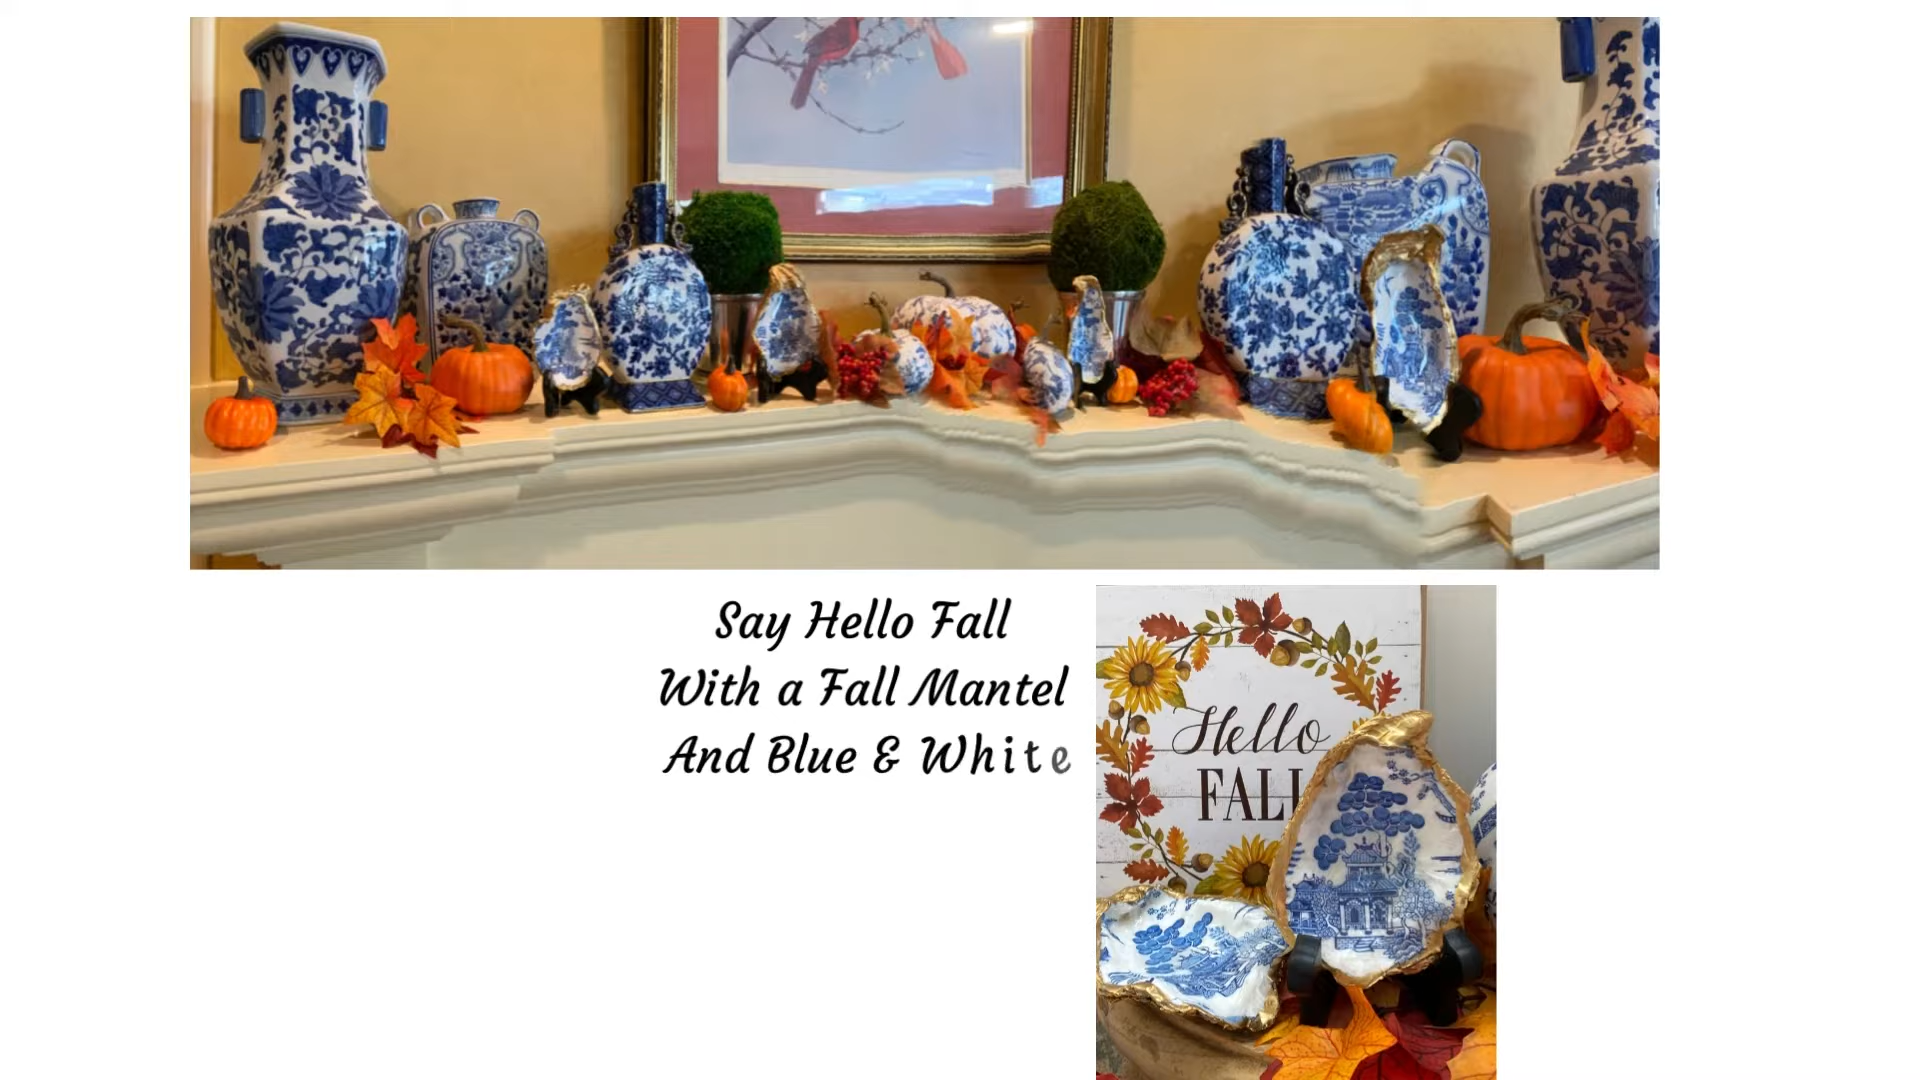 Say Hello Fall
With a Fall Mantel
And Blue & White
Hello
FALL